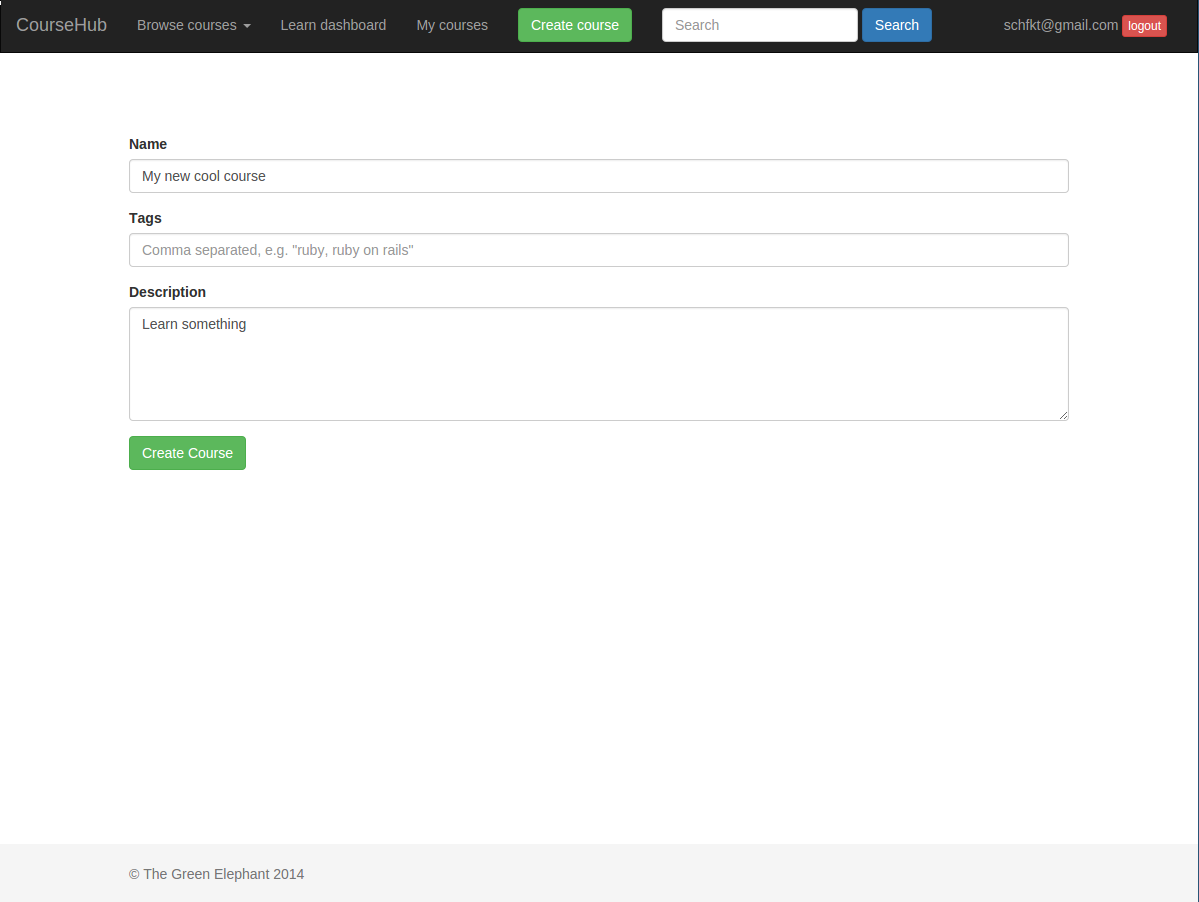 CourseHub Browse courses Learn dashboard My courses Create course Search Search schfkt@gmail.com logout
Name
My new cool course
Tags
Comma separated, e.g. "ruby, ruby on rails"
Description
Learn something
Create Course
© The Green Elephant 2014